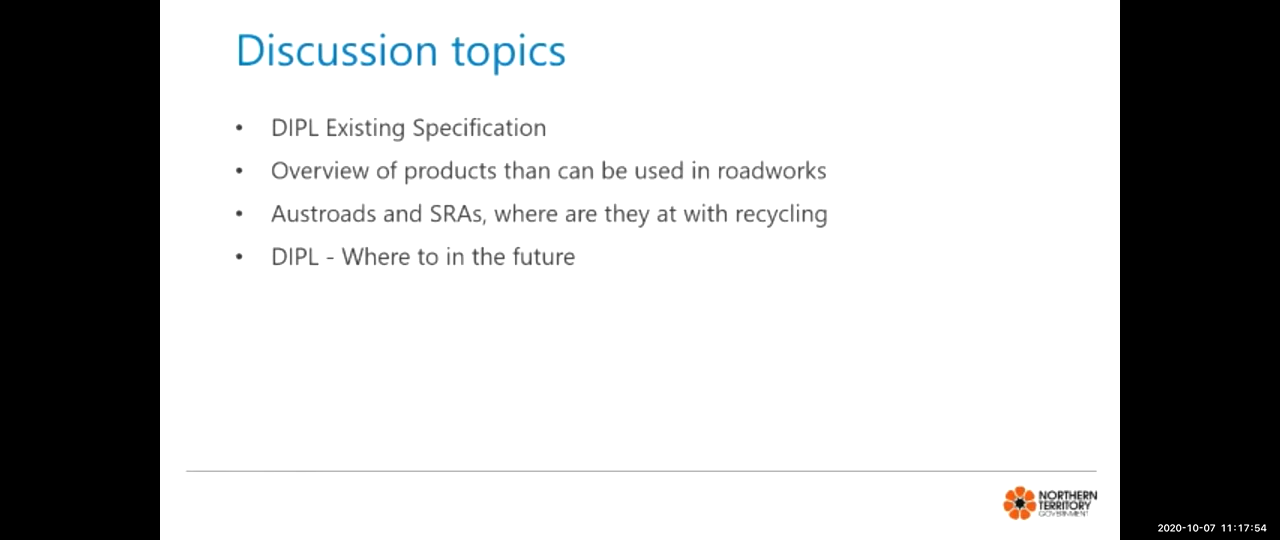 Discussion topics
• DIPL Existing Specification
• Overview of products than can be used in roadworks
• Austroads and SRAs, where are they at with recycling
• DIPL - Where to in the future
NORTHERN
TERRITORY
GOVERNMENT
2020-10-07 11:17:54